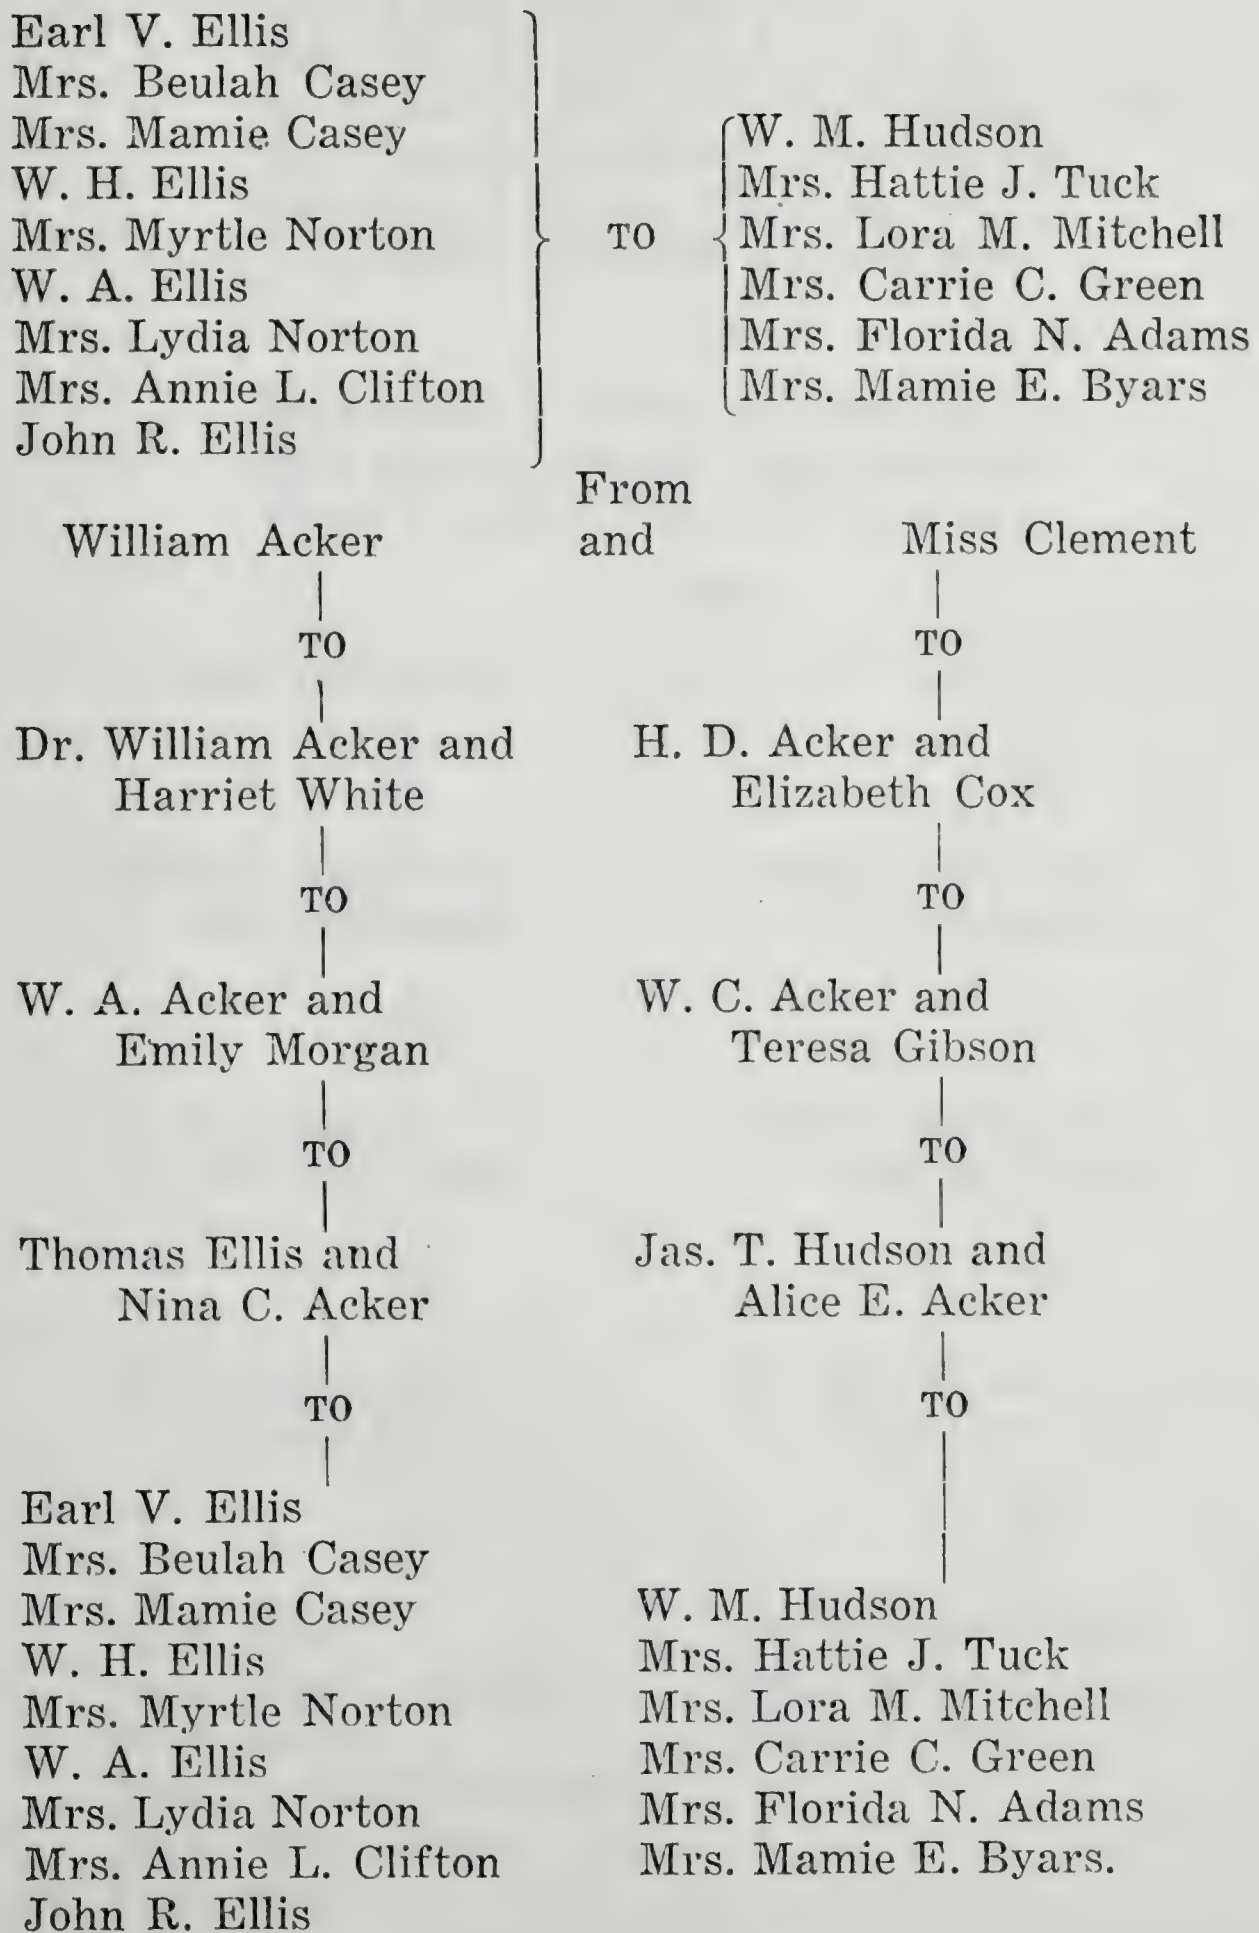 Earl V. Ellis
Mrs. Beulah Casey
Mrs. Mamie Casey
W. H. Ellis
Mrs. Myrtle Norton
W. A. Ellis
Mrs. Lydia Norton
Mrs. Annie L. Clifton
John R. Ellis
TO
W. M. Hudson
Mrs. Hattie J. Tuck
Mrs. Lora M. Mitchell
Mrs. Carrie C. Green
Mrs. Florida N. Adams
Mrs. Mamie E. Byars
From
William Acker and Miss Clement
TO
Dr. William Acker and
Harriet White
TO
W. A. Acker and
Emily Morgan
TO
Thomas Ellis and
Nina C. Acker
TO
Earl V. Ellis
Mrs. Beulah Casey
Mrs. Mamie Casey
W. H. Ellis
Mrs. Myrtle Norton
W. A. Ellis
Mrs. Lydia Norton
Mrs. Annie L. Clifton
John R. Ellis
TO
H. D. Acker and
Elizabeth Cox
TO
W. C. Acker and
Teresa Gibson
TO
Jas. T. Hudson and
Alice E. Acker
TO
W. M. Hudson
Mrs. Hattie J. Tuck
Mrs. Lora M. Mitchell
Mrs. Carrie C. Green
Mrs. Florida N. Adams
Mrs. Mamie E. Byars.